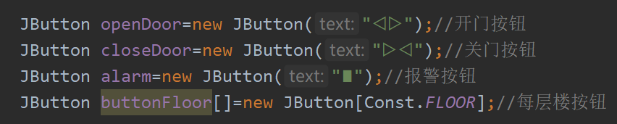 JButton openDoor=new JButton( text: "◁▷");//开门按钮
JButton closeDoor=new JButton( text: "▷◁");//关门按钮
JButton alarm=new JButton( text: "■");//报警按钮
JButton buttonFloor[]=new JButton[Const.FLOOR];//每层楼按钮